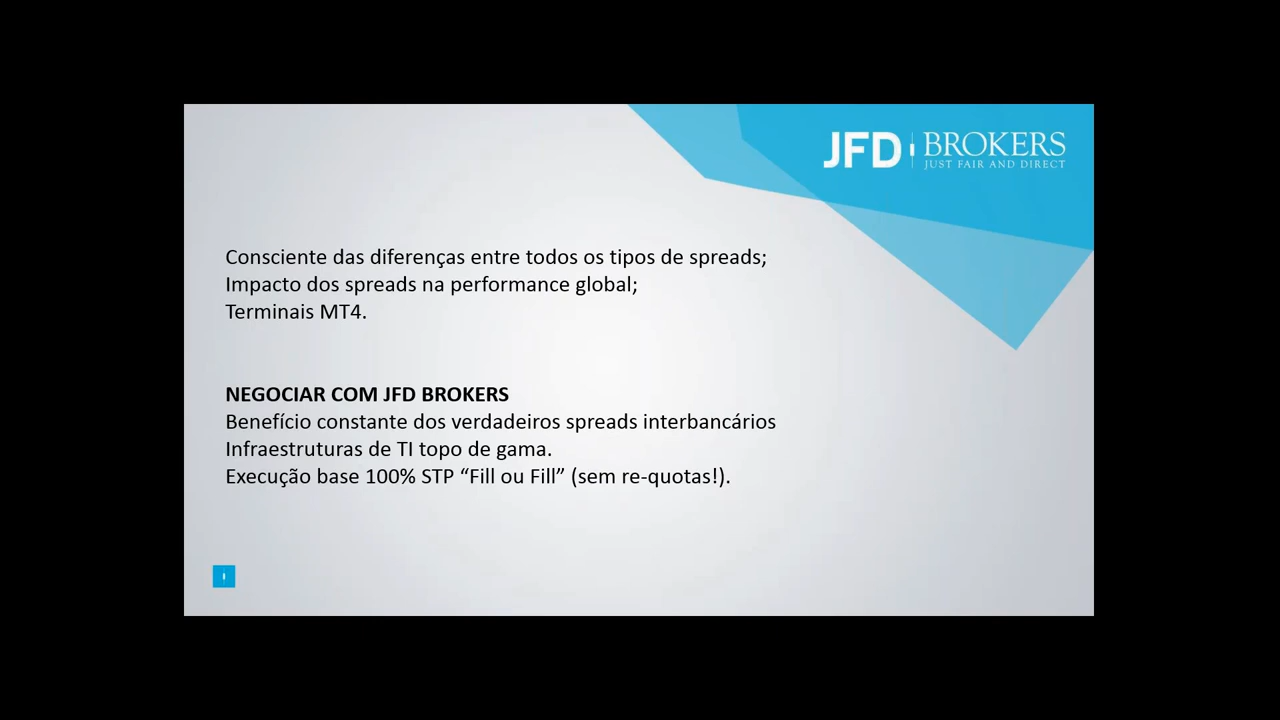 JFD BROKERS
JUST FAIR AND DIRECT
Consciente das diferenças entre todos os tipos de spreads;
Impacto dos spreads na performance global;
Terminais MT4.
NEGOCIAR COM JFD BROKERS
Benefício constante dos verdadeiros spreads interbancários
Infraestruturas de TI topo de gama.
Execução base 100% STP “Fill ou Fill” (sem re-quotas!).